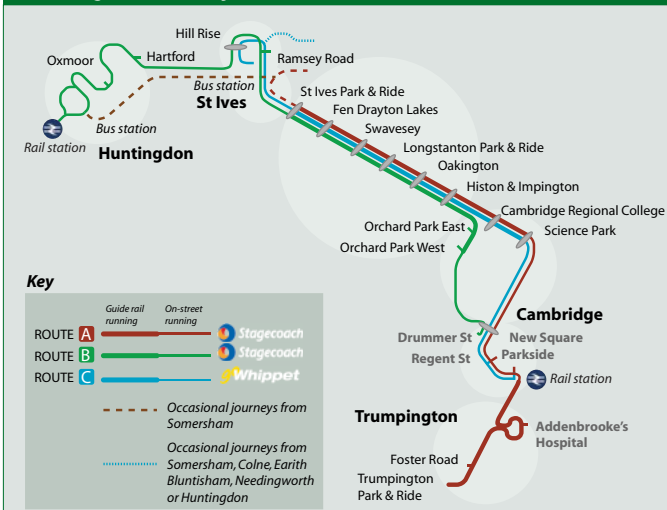 Hill Rise
Oxmoor
Hartford
Ramsey Road
Bus station
St Ives
St Ives Park & Ride
Fen Drayton Lakes
Swavesey
Bus station
Rail station
Huntingdon
Longstanton Park & Ride
Oakington
Histon & Impington
Cambridge Regional College
Science Park
Orchard Park East
Orchard Park West
Key
Guide rail
running
On-street
running
ROUTE A
Stagecoach
ROUTE B
Stagecoach
ROUTE C
Whippet
Occasional journeys from
Somersham
Occasional journeys from
Somersham, Colne, Earith
Bluntisham, Needingworth
or Huntingdon
Cambridge
Drummer St
New Square
Regent St
Parkside
Rail station
Trumpington
Addenbrooke's
Hospital
Foster Road
Trumpington
Park & Ride